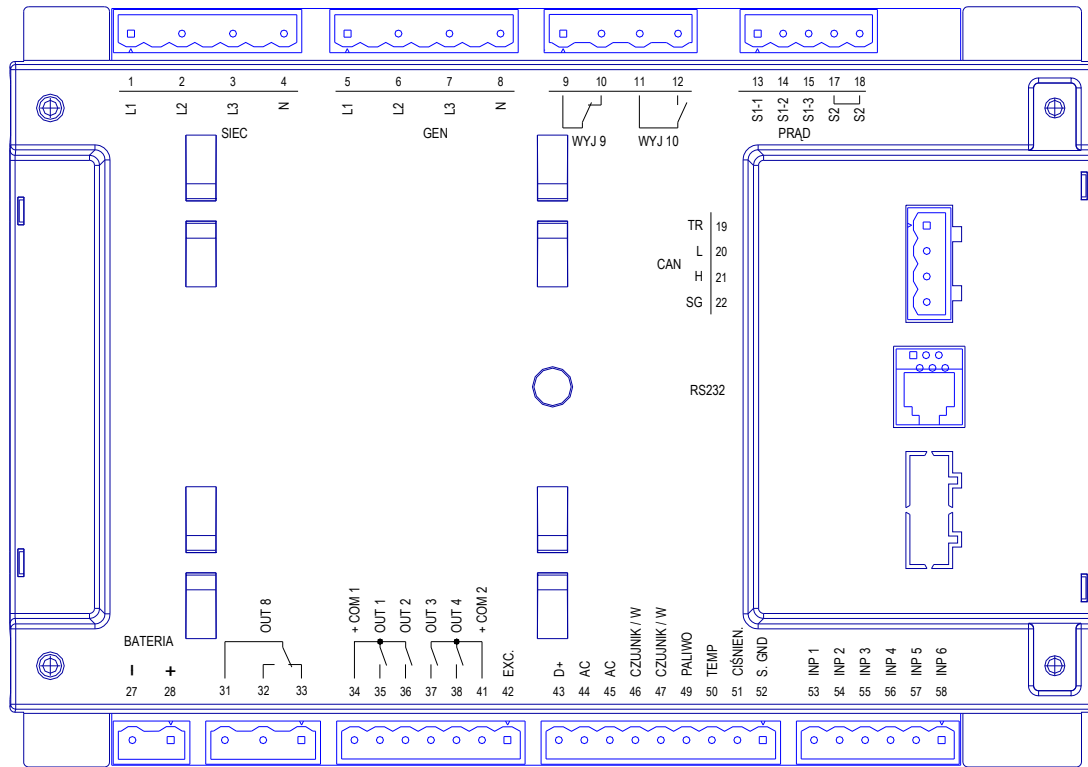 1 2 3 4 5 6 7 8 9 10 11 12 13 14 15 17 18
L1 L2 L3 N L1 L2 L3 N S1-1 S1-2 S1-3 S2 S2
SIEC GEN WYJ 9 WYJ 10 PRĄD
TR 19
L 20
CAN
H 21
SG 22
RS232
BATERIA OUT 8 + COM 1 OUT 1 OUT 2 OUT 3 OUT 4 + COM 2 EXC. D+ AC AC CZUJNIK / W CZUJNIK / W PALIWO TEMP CIŚNIEN. S. GND INP 1 INP 2 INP 3 INP 4 INP 5 INP 6
– +
27 28 31 32 33 34 35 36 37 38 41 42 43 44 45 46 47 49 50 51 52 53 54 55 56 57 58